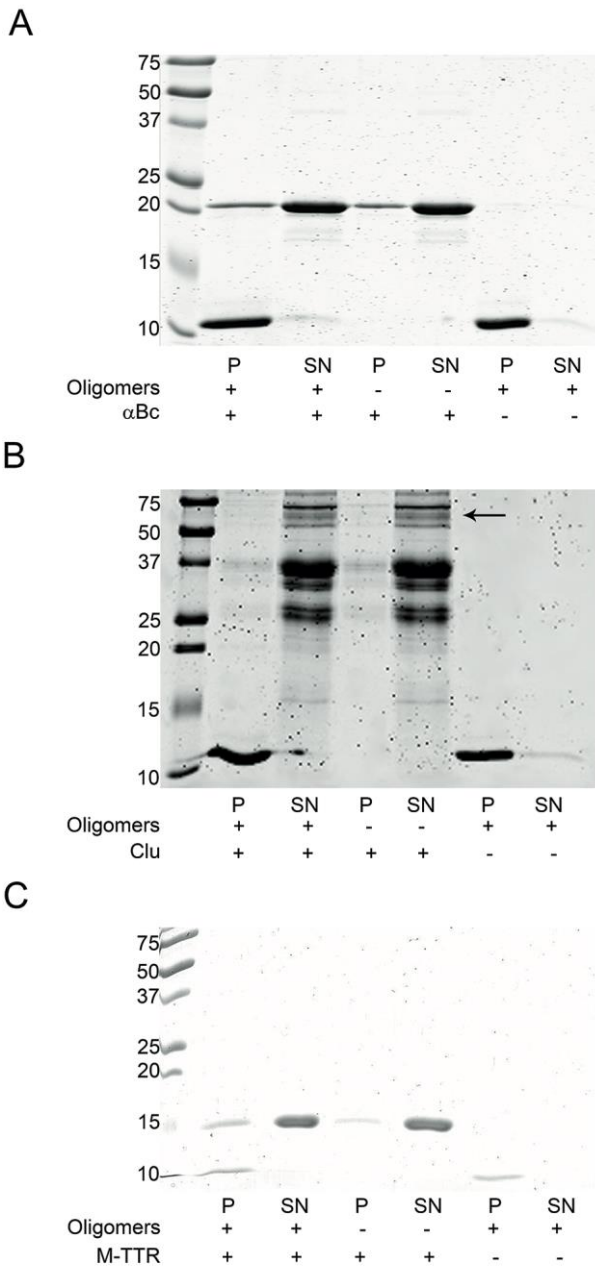 A
75
50
37
25
20
15
10
P SN P SN P SN
Oligomers + + - - + +
αBc + + + + - -
B
75
50
37
25
20
15
10
P SN P SN P SN
Oligomers + + - - + +
Clu + + + + - -
C
75
50
37
25
20
15
10
P SN P SN P SN
Oligomers + + - - + +
M-TTR + + + + - -